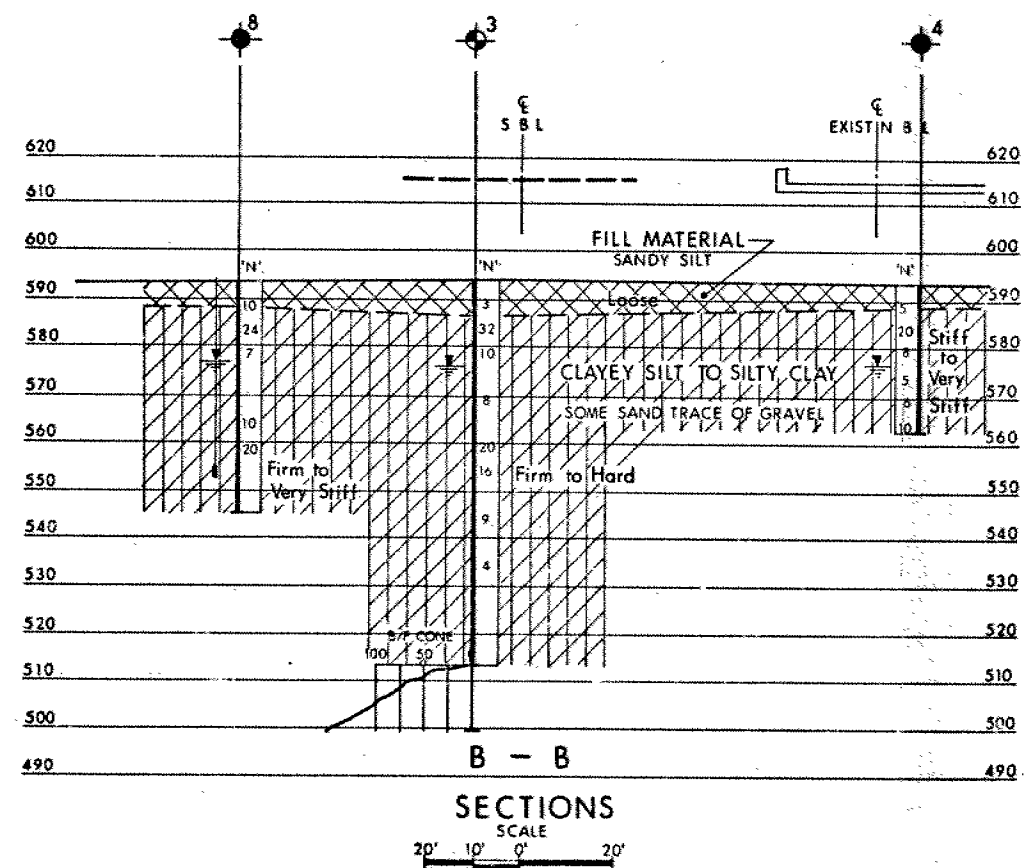 8 3 4
℄ ℄
S B L EXISTIN B L
620 620
610 610
FILL MATERIAL
600 600
SANDY SILT
'N' 'N' 'N'
590 590
10 3 Loose 5
24 32 20 Stiff
580 580
7 10 8 to
CLAYEY SILT TO SILTY CLAY
5 Very
570 570
8 Stiff
SOME SAND TRACE OF GRAVEL
10 10
560 560
20 20
Firm to 16 Firm to Hard
Very Stiff
550 550
9
540 540
4
530 530
520 520
B/F CONE
100 50
510 510
500 500
B - B
490 490
SECTIONS
SCALE
20' 10' 0' 20'